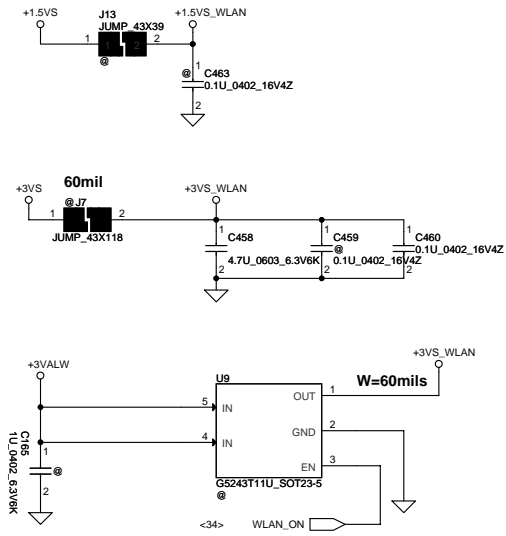 +1.5VS
J13
+1.5VS_WLAN
JUMP_43X39
1 1 2 2
@
1
@ C463
0.1U_0402_16V4Z
2
60mil
+3VS
@ J7
+3VS_WLAN
1 2
JUMP_43X118
1 1 1
C458 C459 C460
@ 0.1U_0402_16V4Z
4.7U_0603_6.3V6K 0.1U_0402_16V4Z
2 2 2
+3VALW
+3VS_WLAN
U9
W=60mils
OUT 1
5 IN
GND 2
4 IN
EN 3
C165
1U_0402_6.3V6K
1
@
2
G5243T11U_SOT23-5
@
<34> WLAN_ON